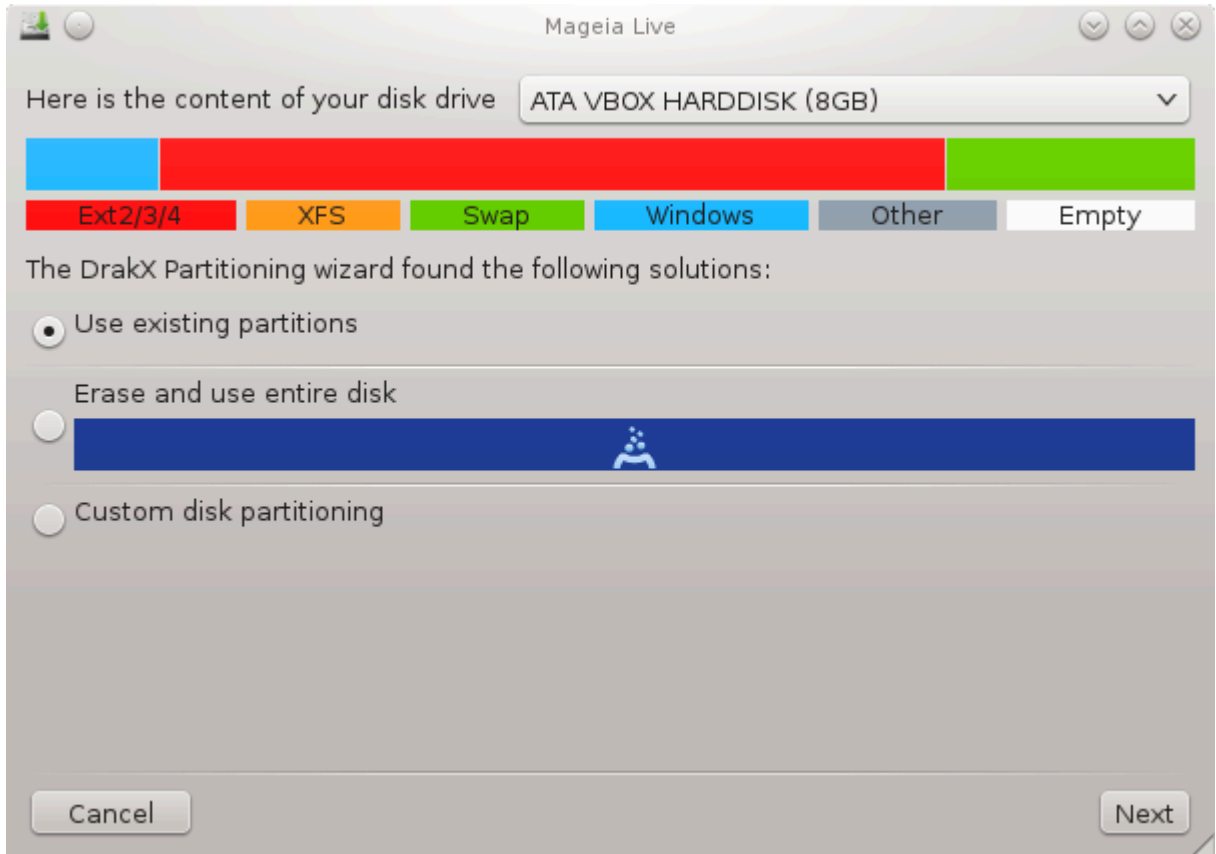 Mageia Live
Here is the content of your disk drive ATA VBOX HARDDISK (8GB)
Ext2/3/4 XFS Swap Windows Other Empty
The DrakX Partitioning wizard found the following solutions:
Use existing partitions
Erase and use entire disk
Custom disk partitioning
Cancel Next